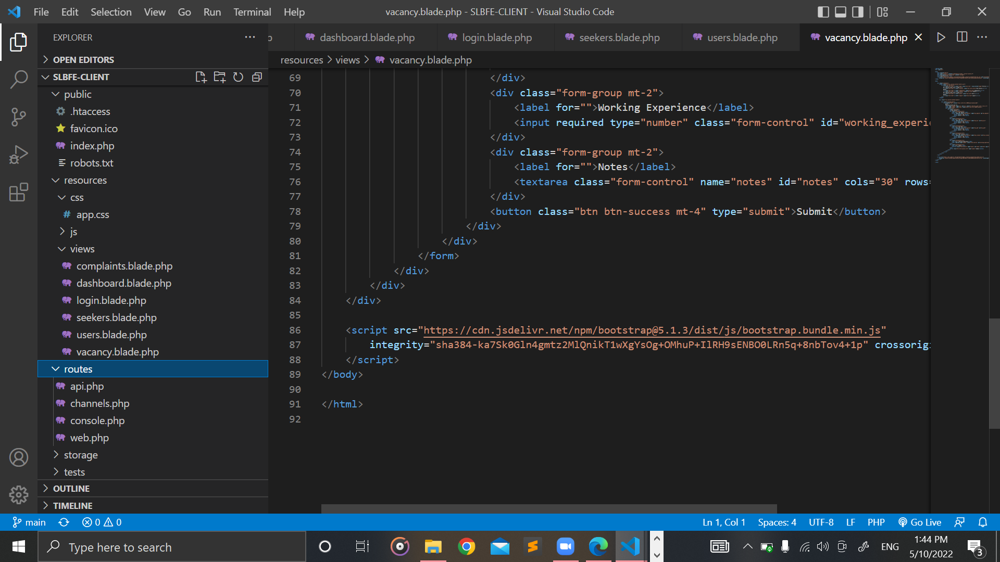 File Edit Selection View Go Run Terminal Help
vacancy.blade.php - SLBFE-CLIENT - Visual Studio Code
EXPLORER
OPEN EDITORS
SLBFE-CLIENT
public
.htaccess
favicon.ico
index.php
robots.txt
resources
css
# app.css
js
views
complaints.blade.php
dashboard.blade.php
login.blade.php
seekers.blade.php
users.blade.php
vacancy.blade.php
routes
api.php
channels.php
console.php
web.php
storage
tests
OUTLINE
TIMELINE
dashboard.blade.php login.blade.php seekers.blade.php users.blade.php vacancy.blade.php
resources > views > vacancy.blade.php
69 </div>
70 <div class="form-group mt-2">
71 <label for="">Working Experience</label>
72 <input required type="number" class="form-control" id="working_experi
73 </div>
74 <div class="form-group mt-2">
75 <label for="">Notes</label>
76 <textarea class="form-control" name="notes" id="notes" cols="30" rows=
77 </div>
78 <button class="btn btn-success mt-4" type="submit">Submit</button>
79 </div>
80 </div>
81 </form>
82 </div>
83 </div>
84 </div>
85
86 <script src="https://cdn.jsdelivr.net/npm/bootstrap@5.1.3/dist/js/bootstrap.bundle.min.js"
87 integrity="sha384-ka7Sk0Gln4gmtz2MlQnikT1wXgYsOg+OMhuP+IlRH9sENBO0LRn5q+8nbTov4+1p" crossorig
88 </script>
89 </body>
90
91 </html>
92
main 0 0
Ln 1, Col 1 Spaces: 4 UTF-8 LF PHP Go Live
Type here to search
ENG
1:44 PM
5/10/2022
3